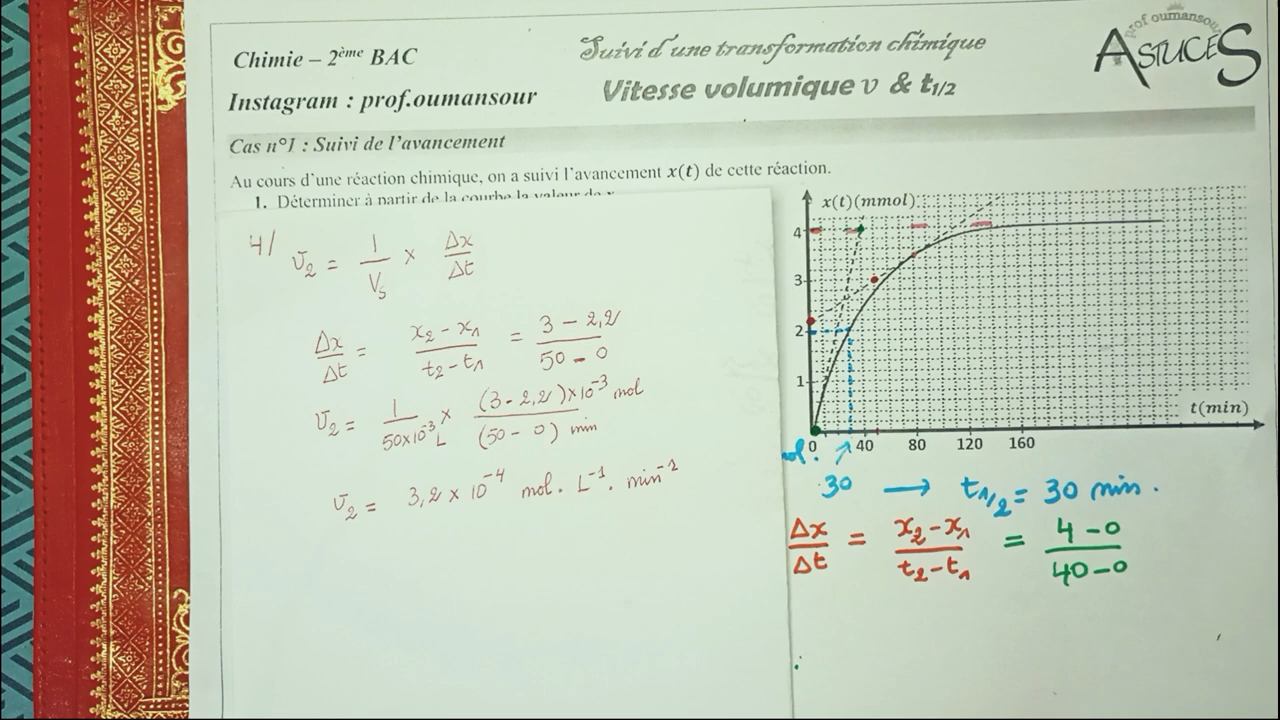 Chimie – 2ème BAC
Instagram : prof.oumansour
Suivi d'une transformation chimique
Vitesse volumique v & t1/2
prof oumansour
ASTUCES
Cas n°1 : Suivi de l'avancement
Au cours d'une réaction chimique, on a suivi l'avancement x(t) de cette réaction.
1. Déterminer à partir de la courbe la valeur de
4/ v₂ = 1/Vs × Δx/Δt
Δx/Δt = (x₂ – x₁)/(t₂ – t₁) = (3 – 2,2)/(50 – 0)
v₂ = 1/(50×10⁻³ L) × ((3 - 2,2)×10⁻³ mol)/((50 - 0) min)
v₂ = 3,2 × 10⁻⁴ mol. L⁻¹. min⁻¹
x(t)(mmol)
4
3
2
1
t(min)
0 40 80 120 160
30 → t1/2 = 30 min.
Δx/Δt = (x₂ – x₁)/(t₂ – t₁) = (4 – 0)/(40 – 0)